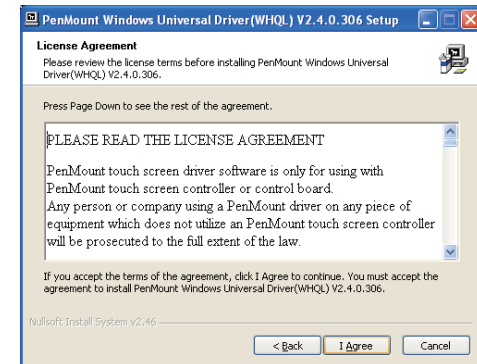 PenMount Windows Universal Driver(WHQL) V2.4.0.306 Setup
License Agreement
Please review the license terms before installing PenMount Windows Universal
Driver(WHQL) V2.4.0.306.
Press Page Down to see the rest of the agreement.
PLEASE READ THE LICENSE AGREEMENT
PenMount touch screen driver software is only for using with
PenMount touch screen controller or control board.
Any person or company using a PenMount driver on any piece of
equipment which does not utilize an PenMount touch screen controller
will be prosecuted to the full extent of the law.
If you accept the terms of the agreement, click I Agree to continue. You must accept the
agreement to install PenMount Windows Universal Driver(WHQL) V2.4.0.306.
Nullsoft Install System v2.46
< Back I Agree Cancel